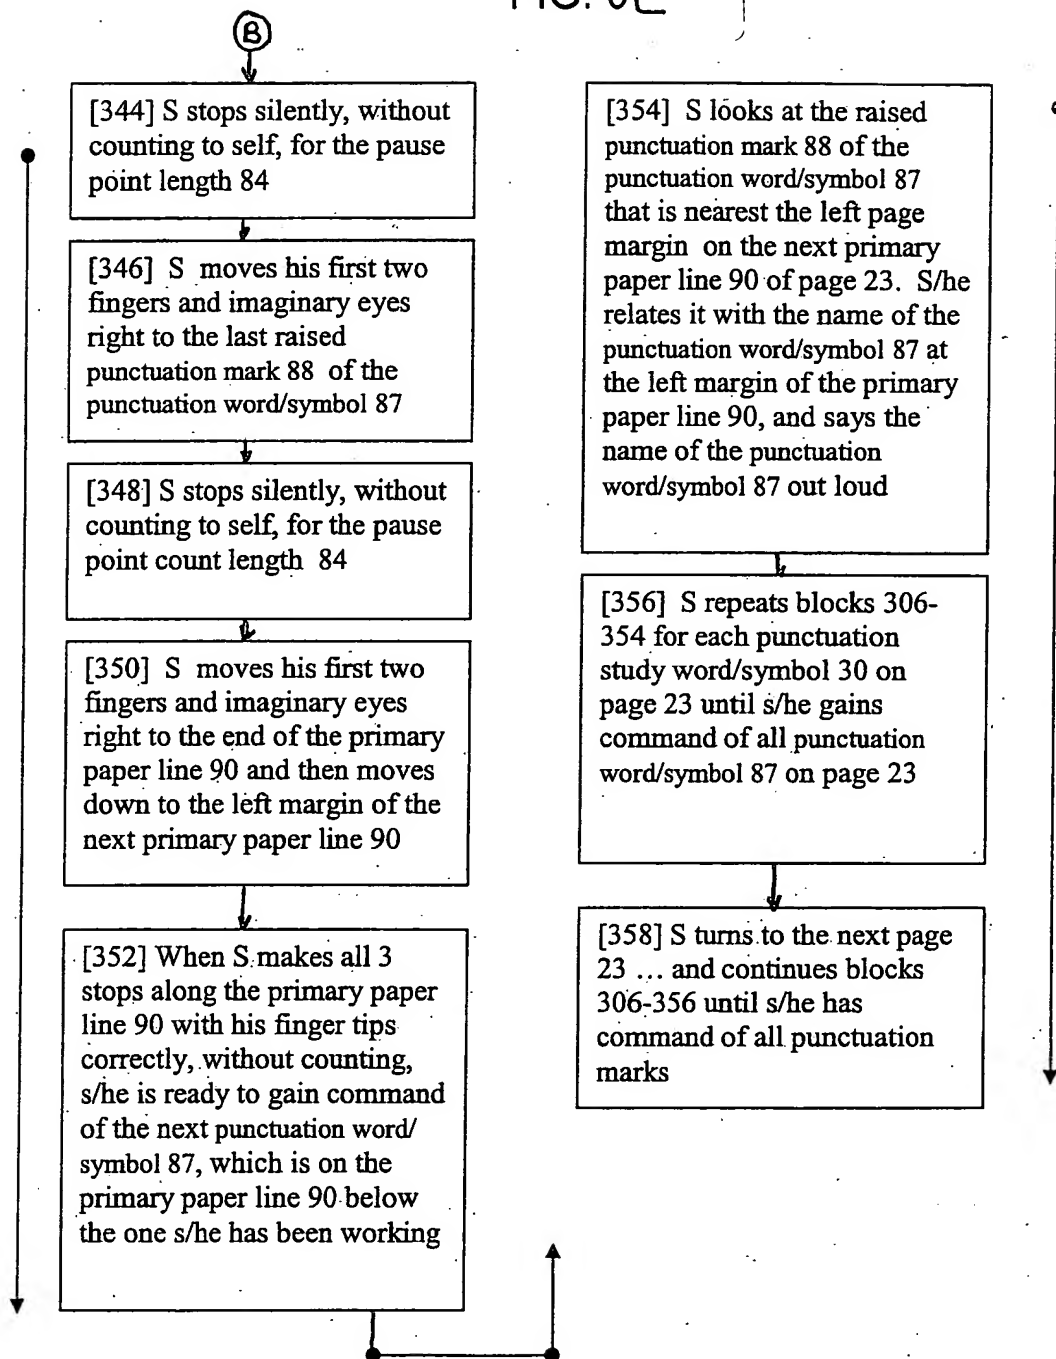 B
[344] S stops silently, without
counting to self, for the pause
point length 84
[346] S moves his first two
fingers and imaginary eyes
right to the last raised
punctuation mark 88 of the
punctuation word/symbol 87
[348] S stops silently, without
counting to self, for the pause
point count length 84
[350] S moves his first two
fingers and imaginary eyes
right to the end of the primary
paper line 90 and then moves
down to the left margin of the
next primary paper line 90
[352] When S makes all 3
stops along the primary paper
line 90 with his finger tips
correctly, without counting,
s/he is ready to gain command
of the next punctuation word/
symbol 87, which is on the
primary paper line 90 below
the one s/he has been working
[354] S looks at the raised
punctuation mark 88 of the
punctuation word/symbol 87
that is nearest the left page
margin on the next primary
paper line 90 of page 23. S/he
relates it with the name of the
punctuation word/symbol 87 at
the left margin of the primary
paper line 90, and says the
name of the punctuation
word/symbol 87 out loud
[356] S repeats blocks 306-
354 for each punctuation
study word/symbol 30 on
page 23 until s/he gains
command of all punctuation
word/symbol 87 on page 23
[358] S turns to the next page
23 ... and continues blocks
306-356 until s/he has
command of all punctuation
marks